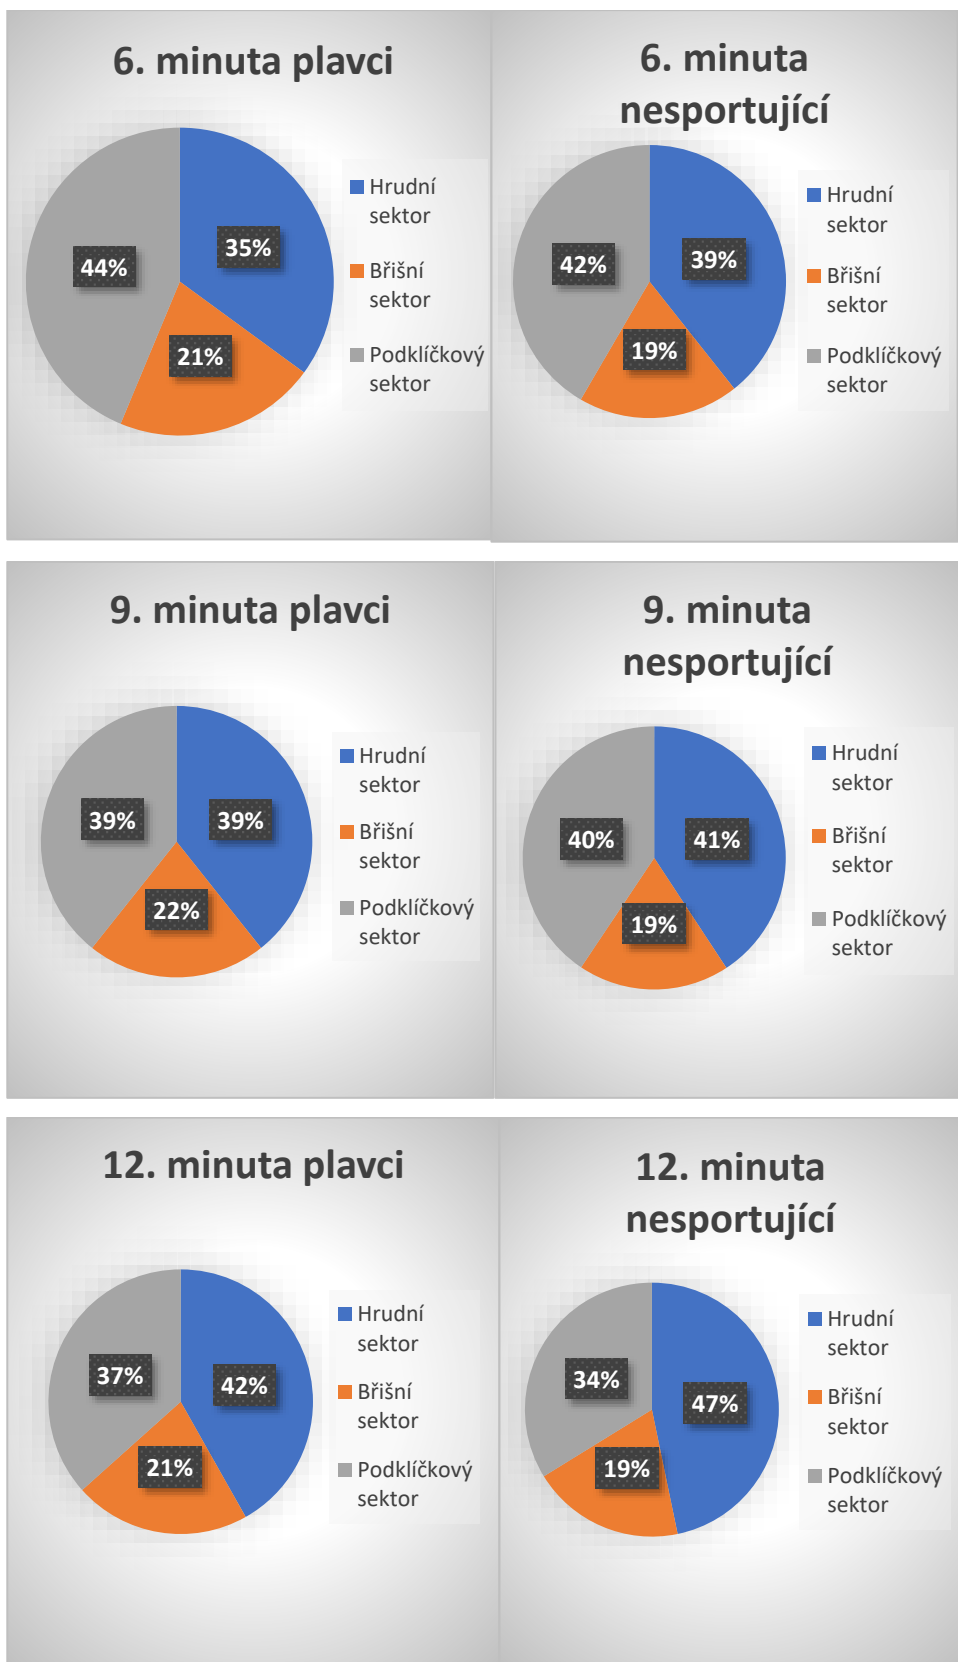 6. minuta plavci
44%
35%
21%
Hrudní
sektor
Břišní
sektor
Podklíčkový
sektor
6. minuta
nesportující
42%
39%
19%
Hrudní
sektor
Břišní
sektor
Podklíčkový
sektor
9. minuta plavci
39%
39%
22%
Hrudní
sektor
Břišní
sektor
Podklíčkový
sektor
9. minuta
nesportující
40%
41%
19%
Hrudní
sektor
Břišní
sektor
Podklíčkový
sektor
12. minuta plavci
37%
42%
21%
Hrudní
sektor
Břišní
sektor
Podklíčkový
sektor
12. minuta
nesportující
34%
47%
19%
Hrudní
sektor
Břišní
sektor
Podklíčkový
sektor